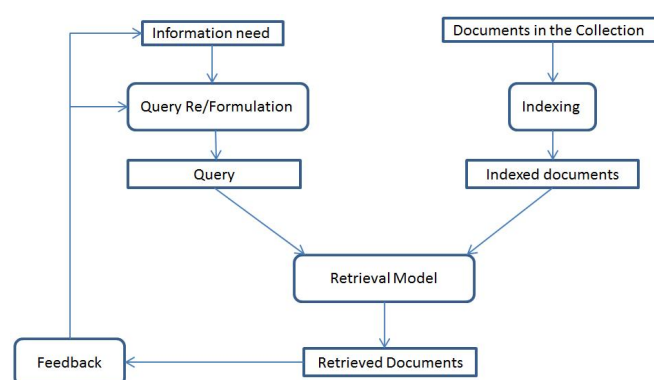 Information need
Documents in the Collection
Query Re/Formulation
Indexing
Query
Indexed documents
Retrieval Model
Feedback
Retrieved Documents